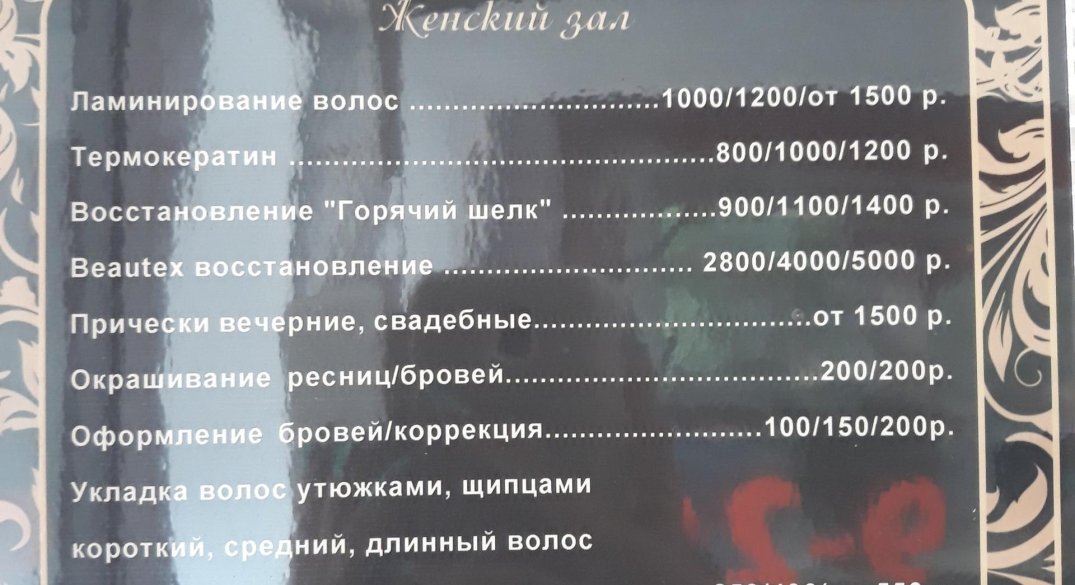 Женский зал
Ламинирование волос .............................1000/1200/от 1500 р.
Термокератин .................................................800/1000/1200 р.
Восстановление "Горячий шелк" ..................900/1100/1400 р.
Beautex восстановление ............................. 2800/4000/5000 р.
Прически вечерние, свадебные................................от 1500 р.
Окрашивание ресниц/бровей....................................200/200р.
Оформление бровей/коррекция.........................100/150/200р.
Укладка волос утюжками, щипцами
короткий, средний, длинный волос